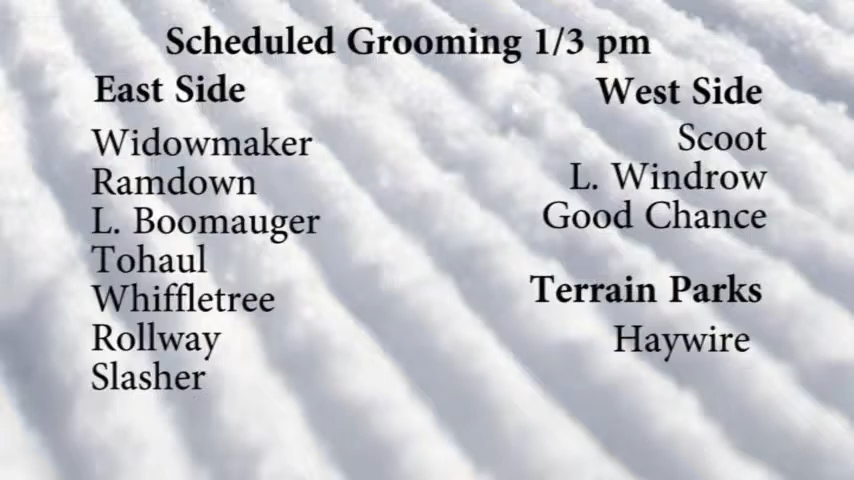 Scheduled Grooming 1/3 pm
East Side
Widowmaker
Ramdown
L. Boomauger
Tohaul
Whiffletree
Rollway
Slasher
West Side
Scoot
L. Windrow
Good Chance
Terrain Parks
Haywire